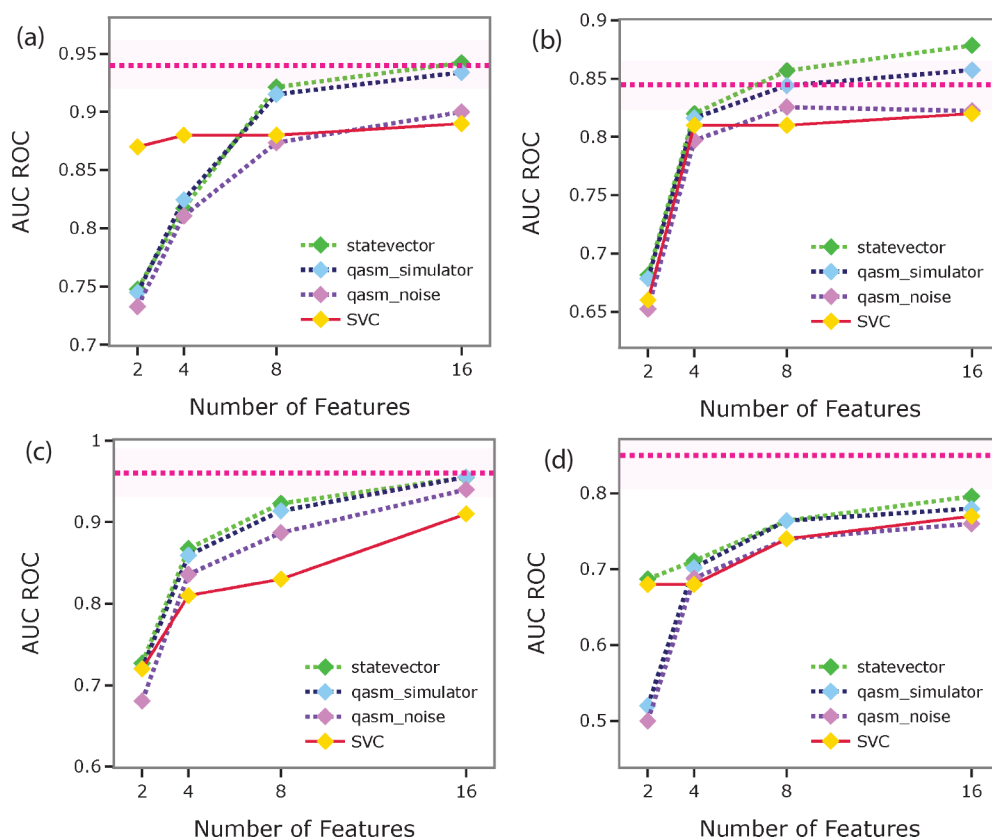 (a)
0.95
0.9
0.85
0.8
0.75
0.7
AUC ROC
statevector
qasm_simulator
qasm_noise
SVC
2 4 8 16
Number of Features
(b)
0.9
0.85
0.8
0.75
0.7
0.65
AUC ROC
statevector
qasm_simulator
qasm_noise
SVC
2 4 8 16
Number of Features
(c)
1
0.9
0.8
0.7
0.6
AUC ROC
statevector
qasm_simulator
qasm_noise
SVC
2 4 8 16
Number of Features
(d)
0.8
0.7
0.6
0.5
AUC ROC
statevector
qasm_simulator
qasm_noise
SVC
2 4 8 16
Number of Features